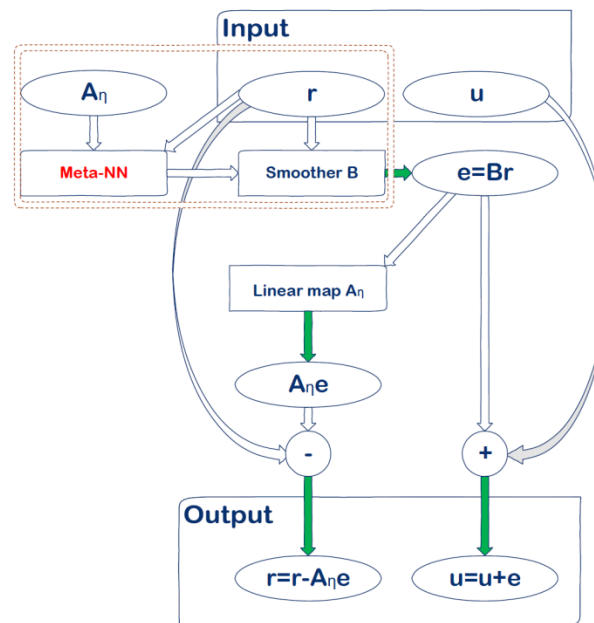 Input
Aη
r
u
Meta-NN
Smoother B
e=Br
Linear map Aη
Aηe
-
+
Output
r=r-Aηe
u=u+e